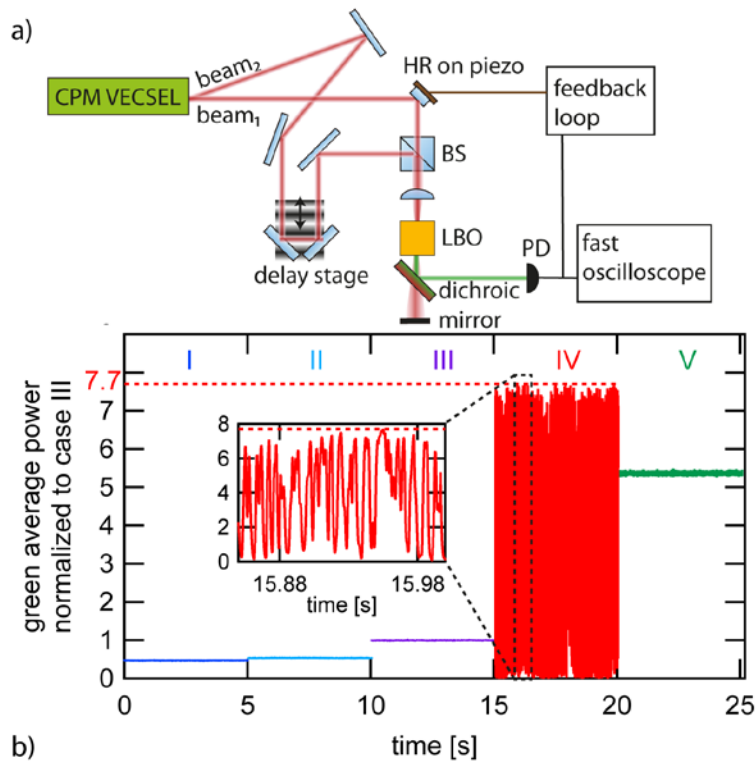 a)
CPM VECSEL
beam₂
beam₁
HR on piezo
feedback
loop
BS
LBO
PD
fast
oscilloscope
delay stage
dichroic
mirror
I II III IV V
7.7
7
6
5
4
3
2
1
0
green average power
normalized to case III
8
6
4
2
0
15.88 15.98
time [s]
0 5 10 15 20 25
b)
time [s]